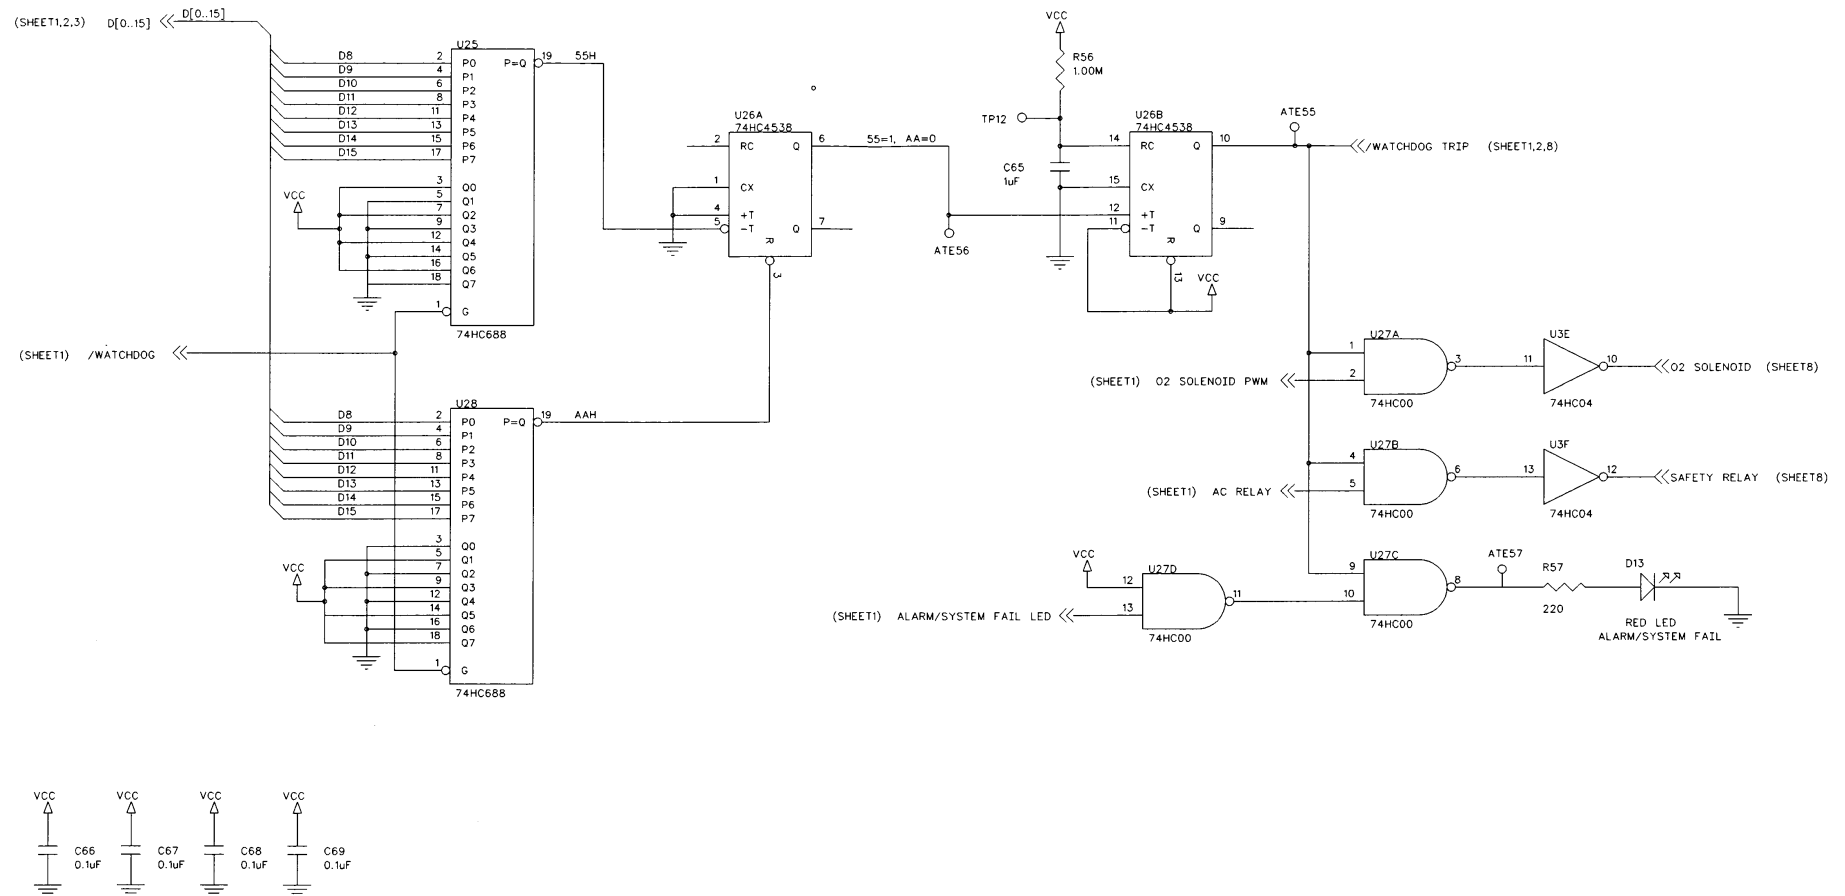 (SHEET1,2,3) D[0..15] D[0..15]
U25
D8 2 P0 P=Q 19 55H
D9 4 P1
D10 6 P2
D11 8 P3
D12 11 P4
D13 13 P5
D14 15 P6
D15 17 P7
3 Q0
5 Q1
7 Q2
9 Q3
12 Q4
14 Q5
16 Q6
18 Q7
VCC
1 G
74HC688
(SHEET1) /WATCHDOG
U28
D8 2 P0 P=Q 19 AAH
D9 4 P1
D10 6 P2
D11 8 P3
D12 11 P4
D13 13 P5
D14 15 P6
D15 17 P7
3 Q0
5 Q1
7 Q2
9 Q3
12 Q4
14 Q5
16 Q6
18 Q7
VCC
1 G
74HC688
U26A
74HC4538
2 RC Q 6 55=1, AA=0
1 CX
4 +T
5 -T Q 7
R
3
ATE56
VCC
R56
1.00M
TP12
C65
1uF
U26B
74HC4538
14 RC Q 10
15 CX
12 +T
11 -T Q 9
R
13
VCC
ATE55
/WATCHDOG TRIP (SHEET1,2,8)
U27A
1
2
3
74HC00
(SHEET1) O2 SOLENOID PWM
U3E
11 10
74HC04
O2 SOLENOID (SHEET8)
U27B
4
5
6
74HC00
(SHEET1) AC RELAY
U3F
13 12
74HC04
SAFETY RELAY (SHEET8)
VCC
U27D
12
13
11
74HC00
(SHEET1) ALARM/SYSTEM FAIL LED
U27C
9
10
8
74HC00
ATE57
R57
220
D13
RED LED
ALARM/SYSTEM FAIL
VCC VCC VCC VCC
C66 C67 C68 C69
0.1uF 0.1uF 0.1uF 0.1uF